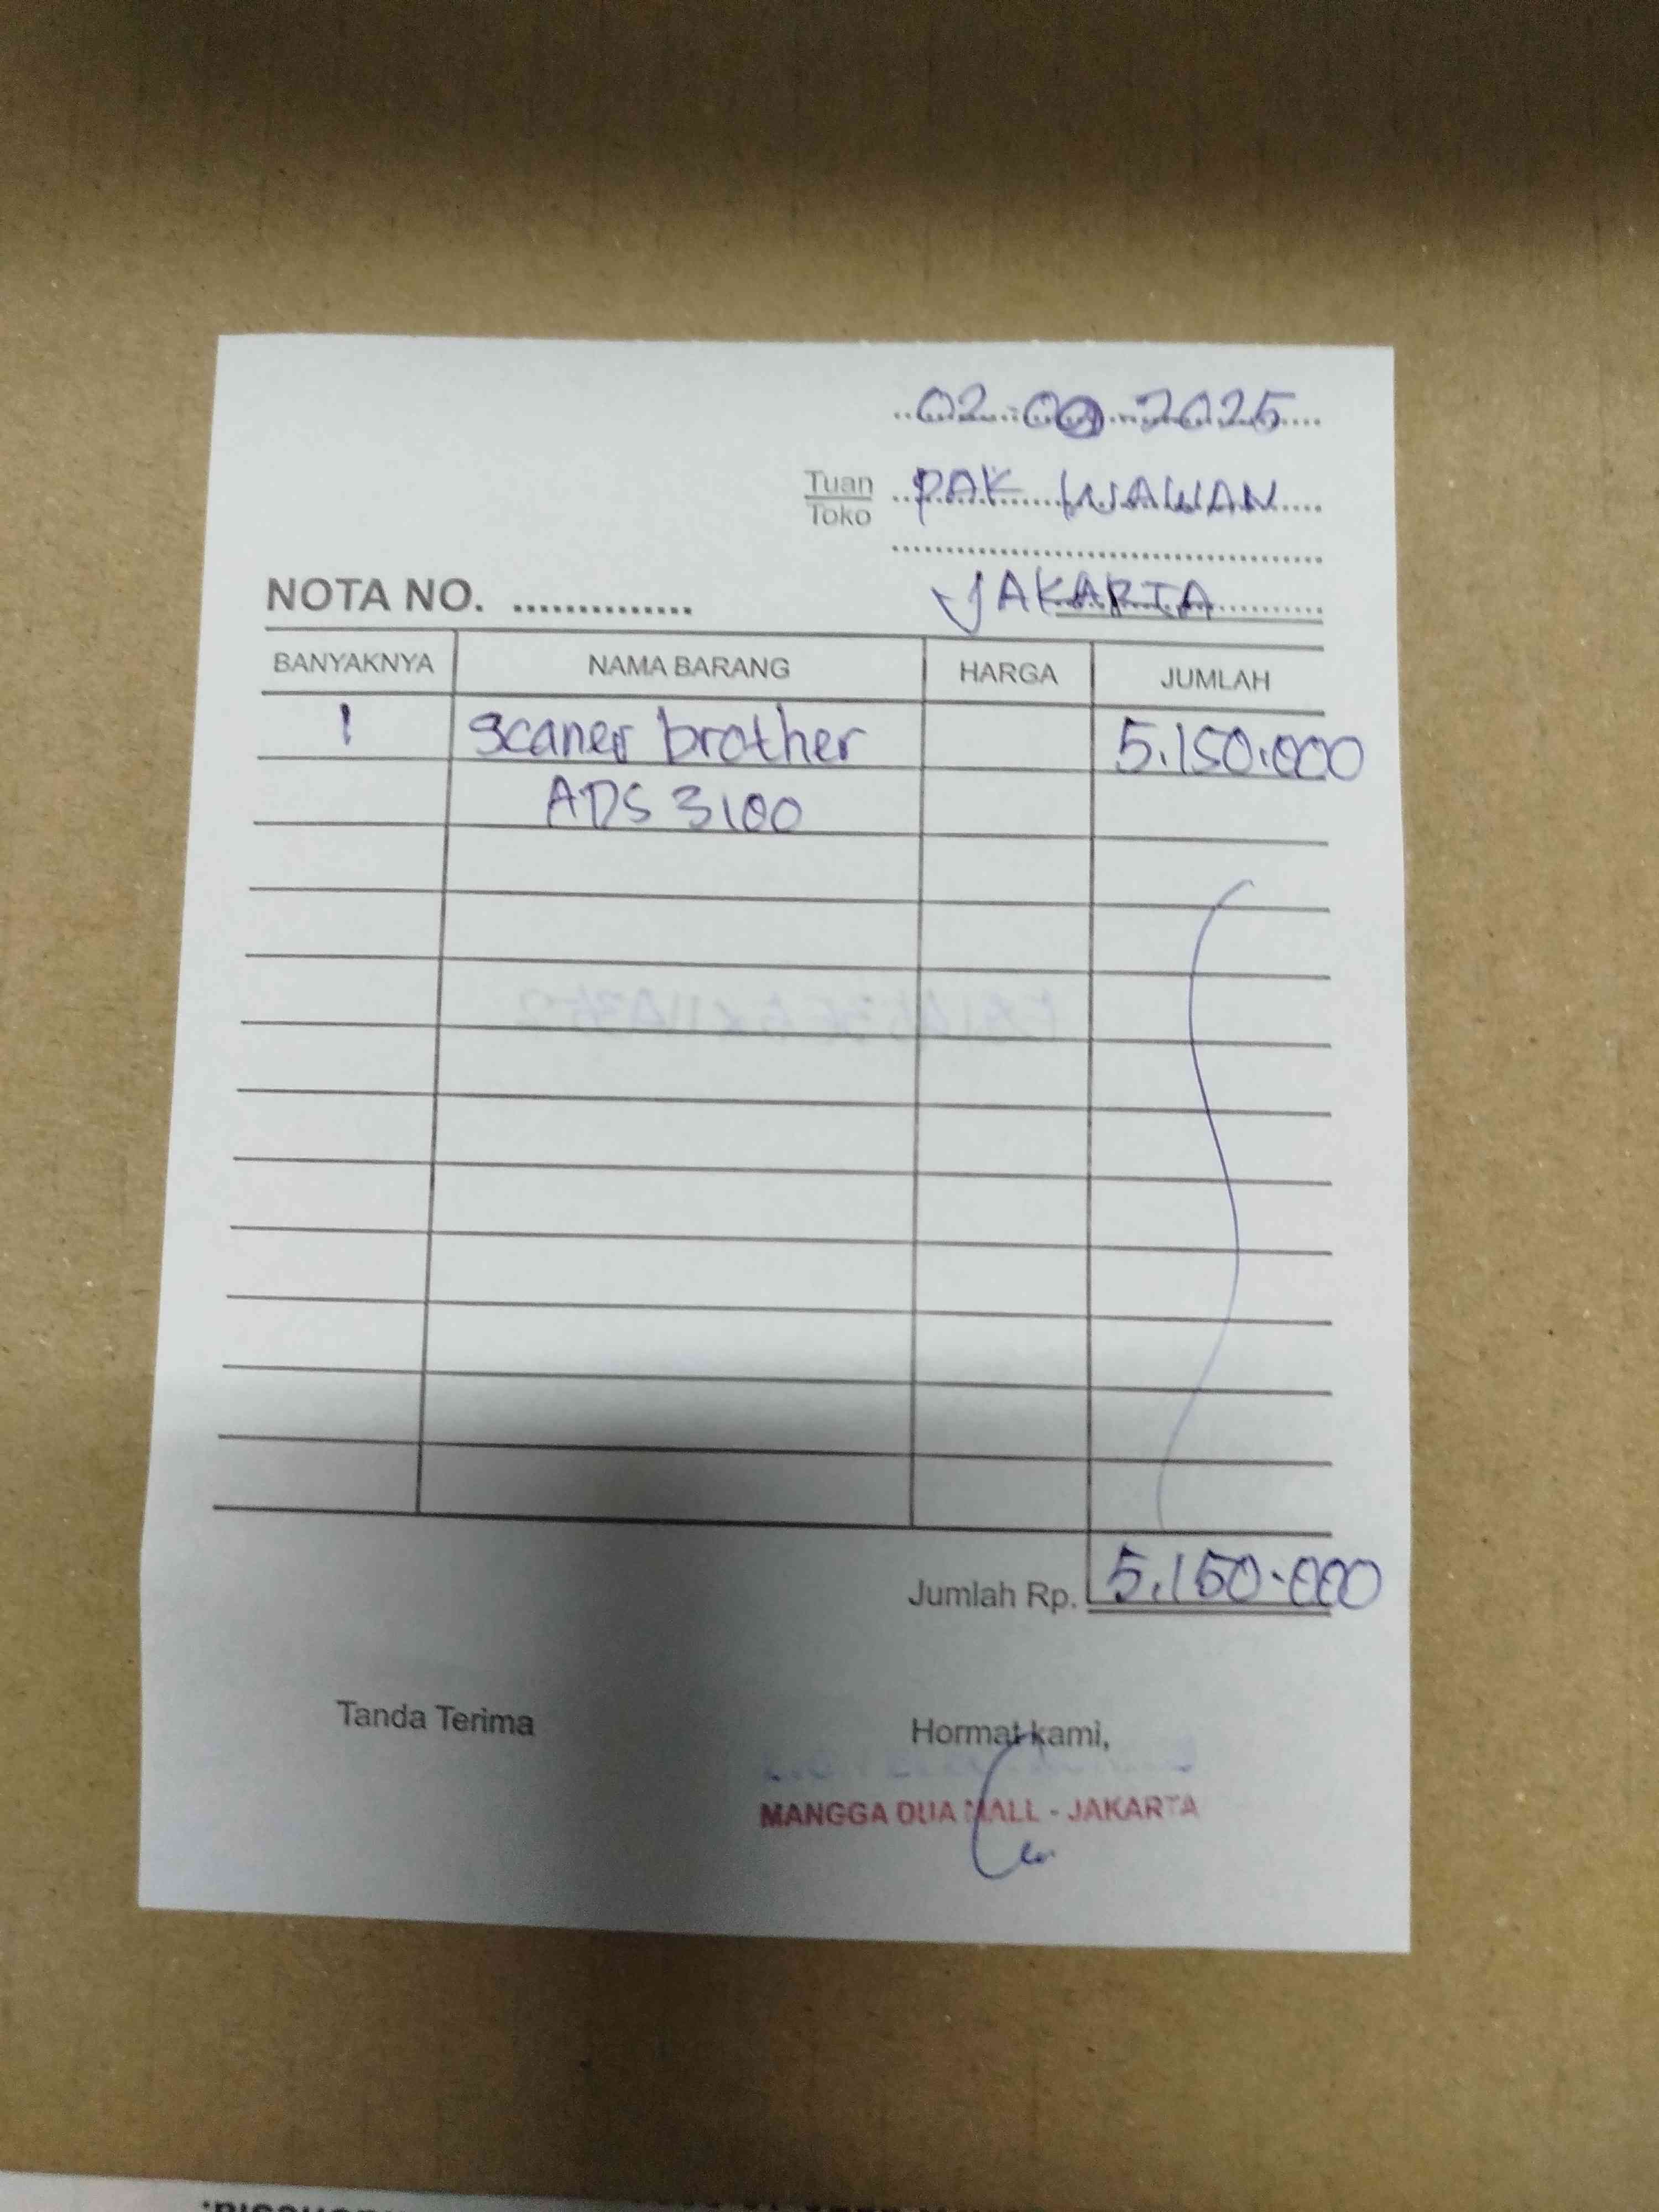 02-09-2025
Tuan PAK WAWAN
Toko
JAKARTA
NOTA NO. ..............
BANYAKNYA NAMA BARANG HARGA JUMLAH
1 scaner brother 5.150.000
ADS 3100
Jumlah Rp. 5.150.000
Tanda Terima Hormat kami,
MANGGA DUA MALL - JAKARTA